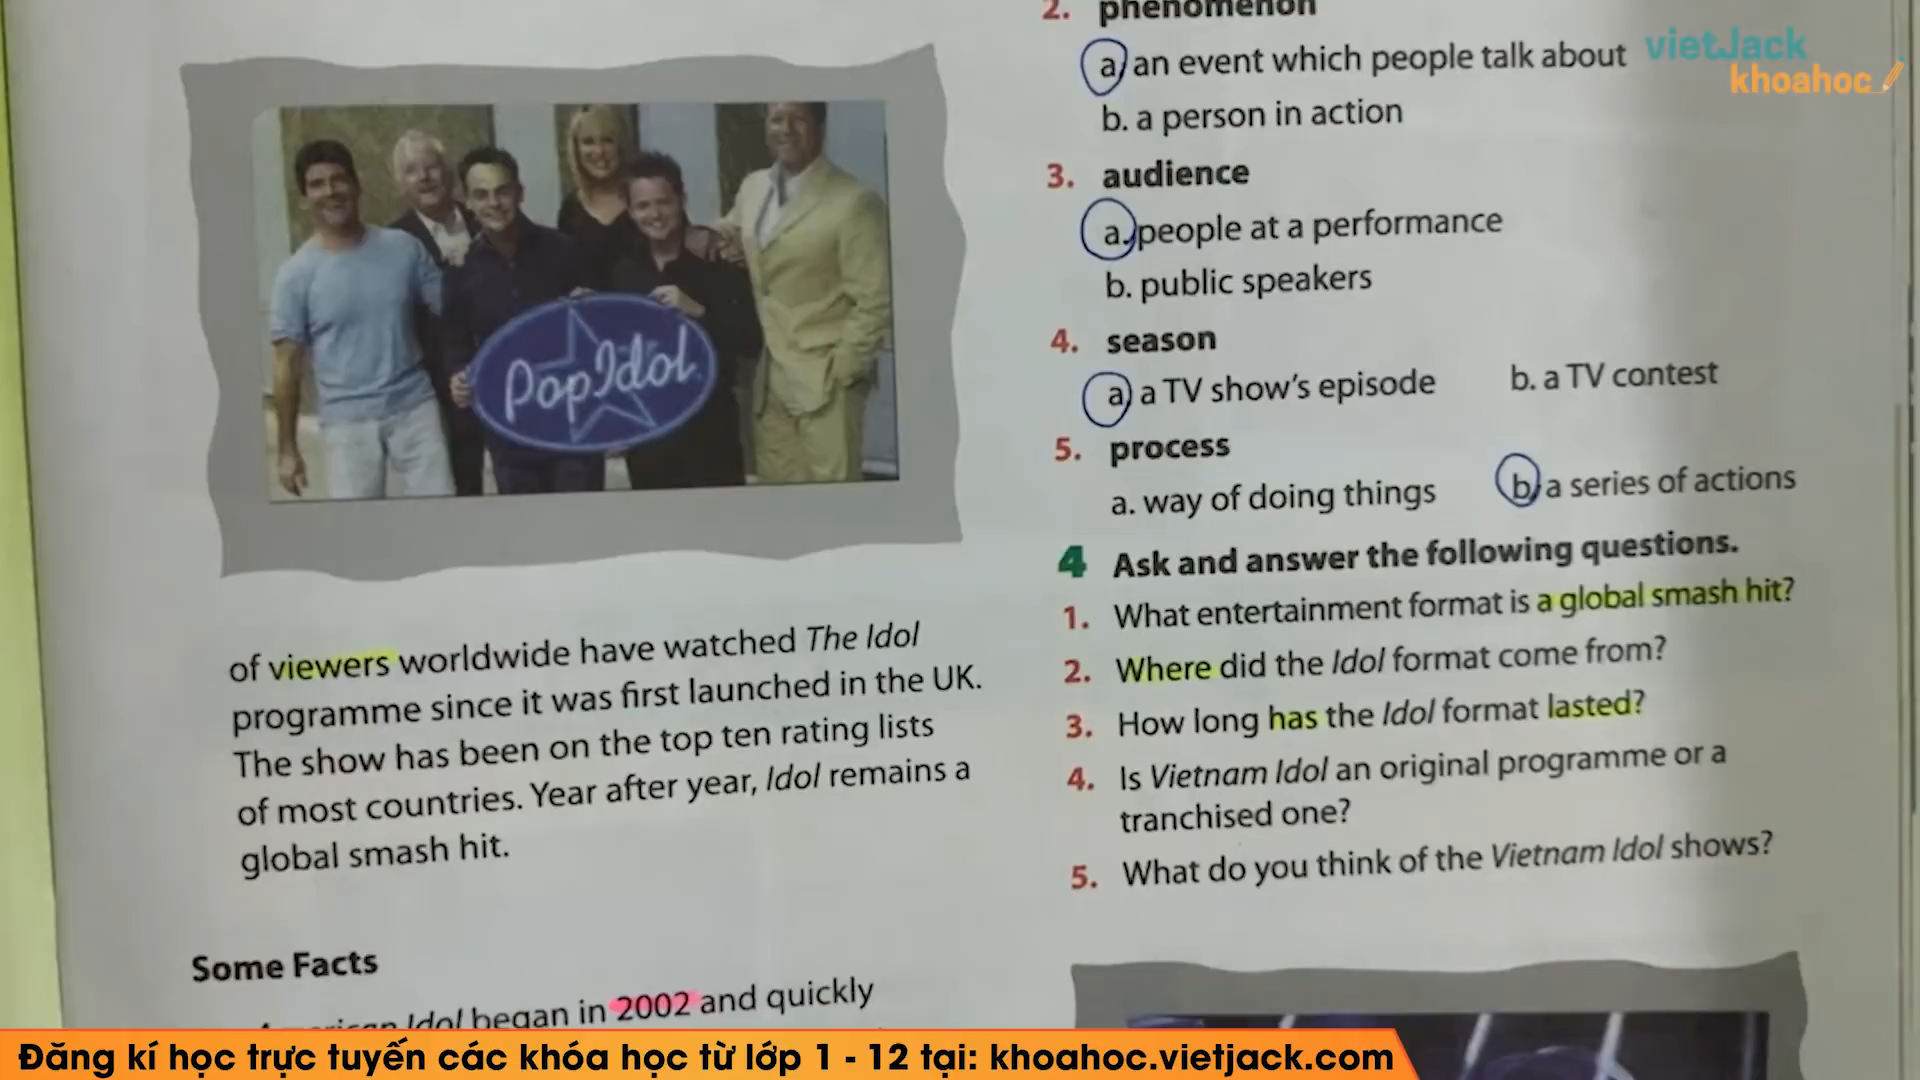 PopIdol
of viewers worldwide have watched The Idol
programme since it was first launched in the UK.
The show has been on the top ten rating lists
of most countries. Year after year, Idol remains a
global smash hit.
Some Facts
Idol began in 2002 and quickly
2. phenomenon
a. an event which people talk about
b. a person in action
3. audience
a. people at a performance
b. public speakers
4. season
a. a TV show's episode b. a TV contest
5. process
a. way of doing things b. a series of actions
4 Ask and answer the following questions.
1. What entertainment format is a global smash hit?
2. Where did the Idol format come from?
3. How long has the Idol format lasted?
4. Is Vietnam Idol an original programme or a
tranchised one?
5. What do you think of the Vietnam Idol shows?
vietJack
khoahoc
Đăng kí học trực tuyến các khóa học từ lớp 1 - 12 tại: khoahoc.vietjack.com